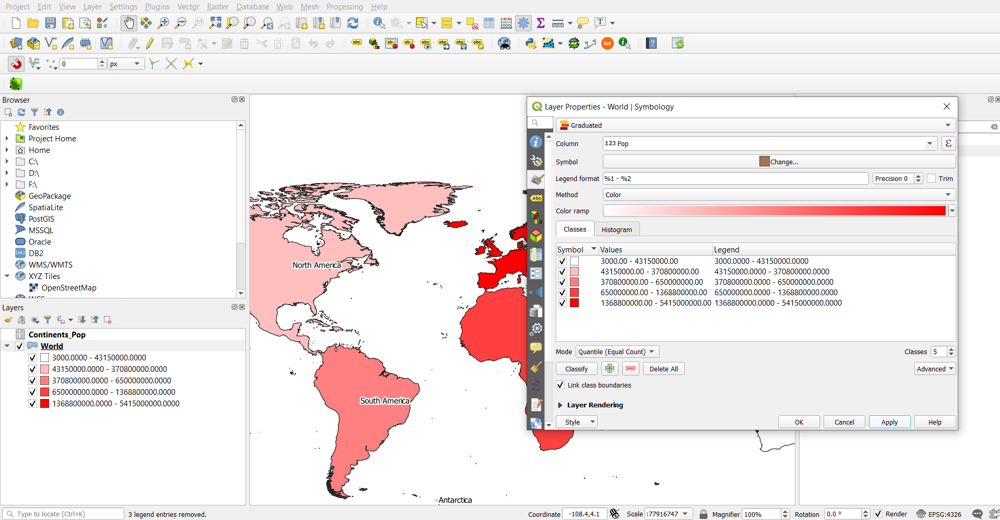 Project Edit View Layer Settings Plugins Vector Raster Database Web Mesh Processing Help
0 px
Browser
Favorites
Project Home
Home
C:\
D:\
F:\
GeoPackage
SpatiaLite
PostGIS
MSSQL
Oracle
DB2
WMS/WMTS
XYZ Tiles
OpenStreetMap
Layers
Continents_Pop
World
3000.0000 - 43150000.0000
43150000.0000 - 370800000.0000
370800000.0000 - 650000000.0000
650000000.0000 - 1368800000.0000
1368800000.0000 - 5415000000.0000
North America
South America
Antarctica
Layer Properties - World | Symbology
Graduated
Column 123 Pop ε
Symbol Change...
Legend format %1 - %2 Precision 0 Trim
Method Color
Color ramp
Classes Histogram
Symbol Values Legend
3000.00 - 43150000.00 3000.0000 - 43150000.0000
43150000.00 - 370800000.00 43150000.0000 - 370800000.0000
370800000.00 - 650000000.00 370800000.0000 - 650000000.0000
650000000.00 - 1368800000.00 650000000.0000 - 1368800000.0000
1368800000.00 - 5415000000.00 1368800000.0000 - 5415000000.0000
Mode Quantile (Equal Count) Classes 5
Classify Delete All Advanced
Link class boundaries
Layer Rendering
Style OK Cancel Apply Help
Type to locate (Ctrl+K) 3 legend entries removed. Coordinate -108.4,4.1 Scale :77916747 Magnifier 100% Rotation 0.0 ° Render EPSG:4326